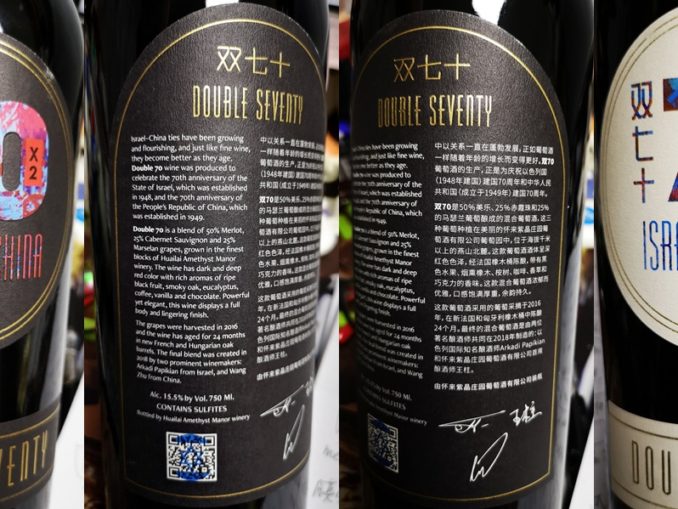 X
2
CHINA
SEVENTY
双七十
DOUBLE SEVENTY
Israel-China ties have been growing
and flourishing, and just like fine wine,
they become better as they age.
Double 70 wine was produced to
celebrate the 70th anniversary of the
State of Israel, which was established
in 1948, and the 70th anniversary of
the People's Republic of China, which
was established in 1949.
Double 70 is a blend of 50% Merlot,
25% Cabernet Sauvignon and 25%
Marselan grapes, grown in the finest
blocks of Huailai Amethyst Manor
winery. The wine has dark and deep
red color with rich aromas of ripe
black fruit, smoky oak, eucalyptus,
coffee, vanilla and chocolate. Powerful
yet elegant, this wine displays a full
body and lingering finish.
The grapes were harvested in 2016
and the wine has aged for 24 months
in new French and Hungarian oak
barrels. The final blend was created in
2018 by two prominent winemakers:
Arkadi Papikian from Israel, and Wang
Zhu from China.
Alc. 15.5% by Vol. 750 Ml.
CONTAINS SULFITES
Bottled by Huailai Amethyst Manor winery
双七十
DOUBLE SEVENTY
中以关系一直在蓬勃发展，正如葡萄酒
一样随着年龄的增长而变得更好。双70
葡萄酒的生产，正是为庆祝以色列国
(1948年建国)建国70周年和中华人民
共和国(成立于1949年)建国70周年。
双70是50%美乐、25%赤霞珠和25%
的马瑟兰葡萄酿成的混合葡萄酒，这三
种葡萄种植在美丽的怀来紫晶庄园葡
萄酒有限公司葡萄园中，位于海拔千米
以上的燕山北麓。这款葡萄酒体呈深
红色色泽，经法国橡木桶陈酿，带有黑
色水果、烟熏橡木、桉树、咖啡、香草和
巧克力的香味。这款混合葡萄酒浓郁而
优雅，口感饱满厚重，余韵持久。
这款葡萄酒采用的葡萄采摘于2016
年，在新法国和匈牙利橡木桶中陈酿
24个月。最终的混合葡萄酒是由两位
著名酿酒师共同在2018年制造的：以
色列国际知名酿酒师Arkadi Papikian
和怀来紫晶庄园葡萄酒有限公司首席
酿酒师王柱。
由怀来紫晶庄园葡萄酒有限公司装瓶
750 Ml.
双七十
ISRA
DOU